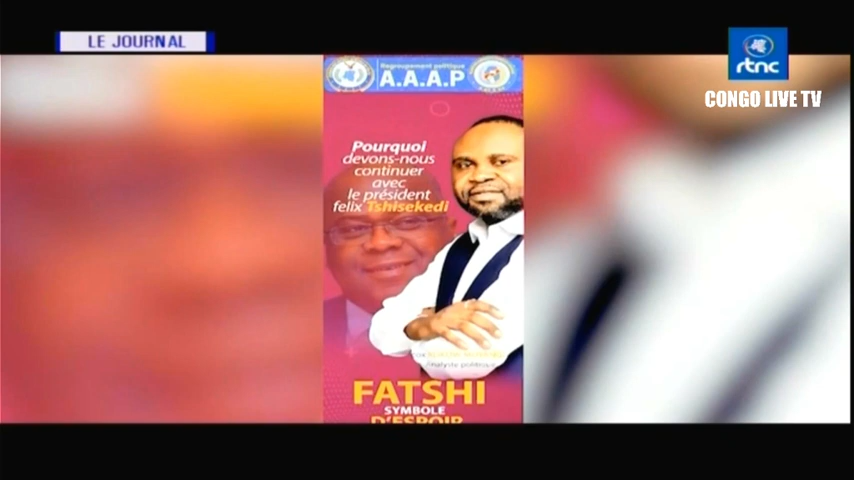 LE JOURNAL
rtnc
CONGO LIVE TV
Regroupement politique
A.A.A.P
Pourquoi
devons-nous
continuer
avec
le président
felix Tshisekedi
Analyste politique
FATSHI
SYMBOLE
D'ESPOIR